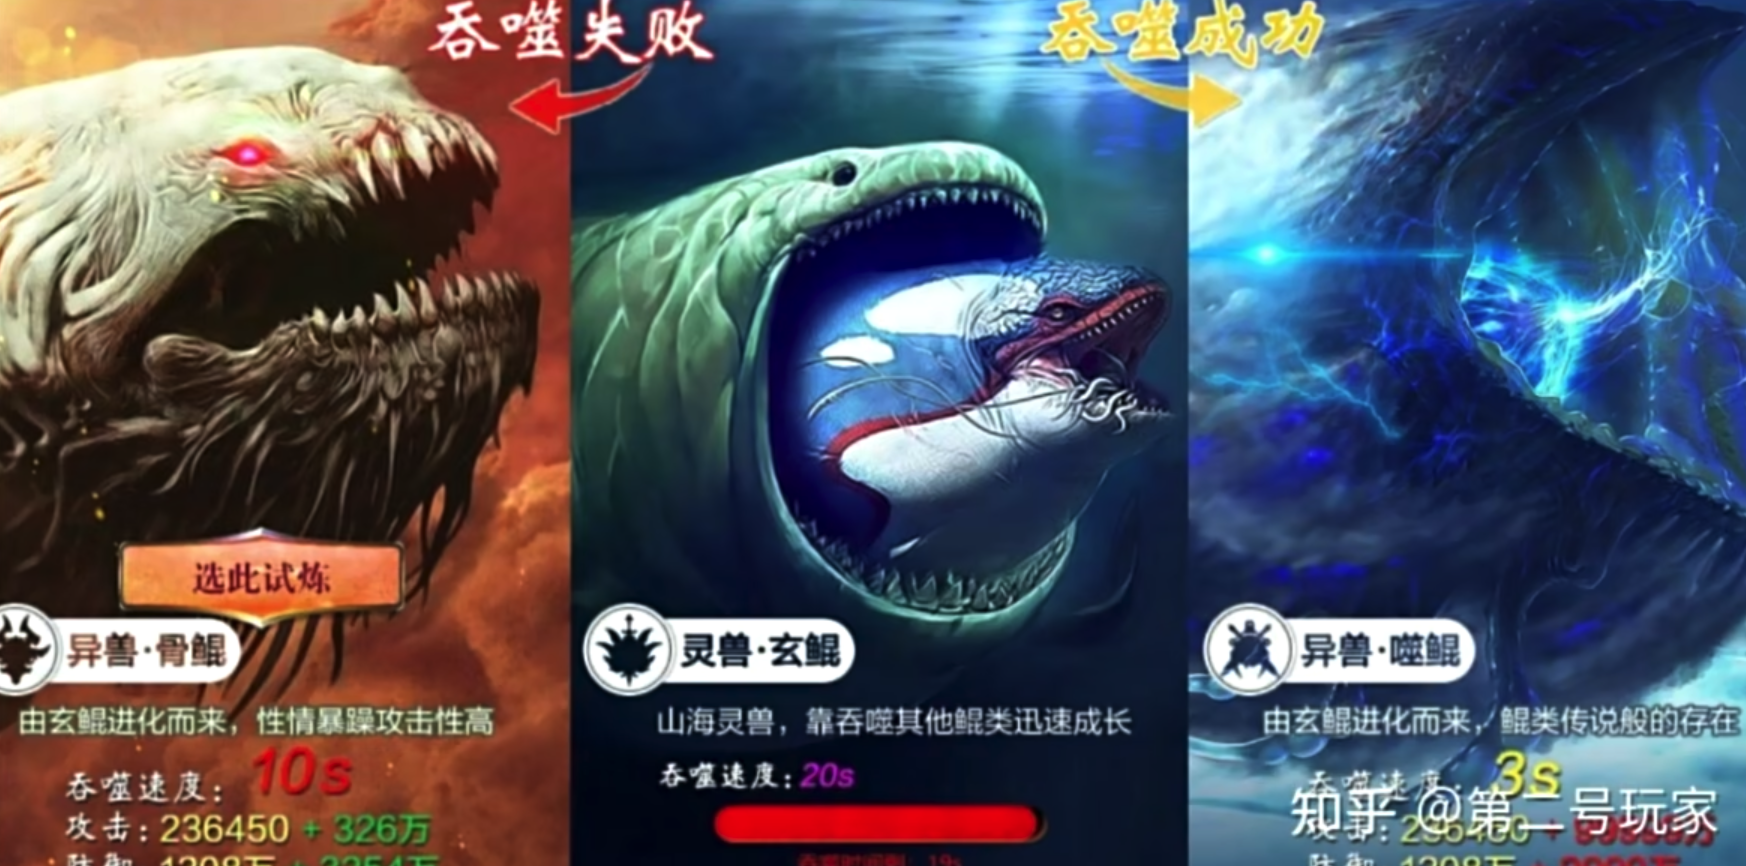 吞噬失败
吞噬成功
选此试炼
异兽·骨鲲
由玄鲲进化而来，性情暴躁攻击性高
吞噬速度：10s
攻击：236450 + 326万
灵兽·玄鲲
山海灵兽，靠吞噬其他鲲类迅速成长
吞噬速度：20s
异兽·噬鲲
由玄鲲进化而来，鲲类传说般的存在
吞噬速度：3s
知乎 @第二号玩家